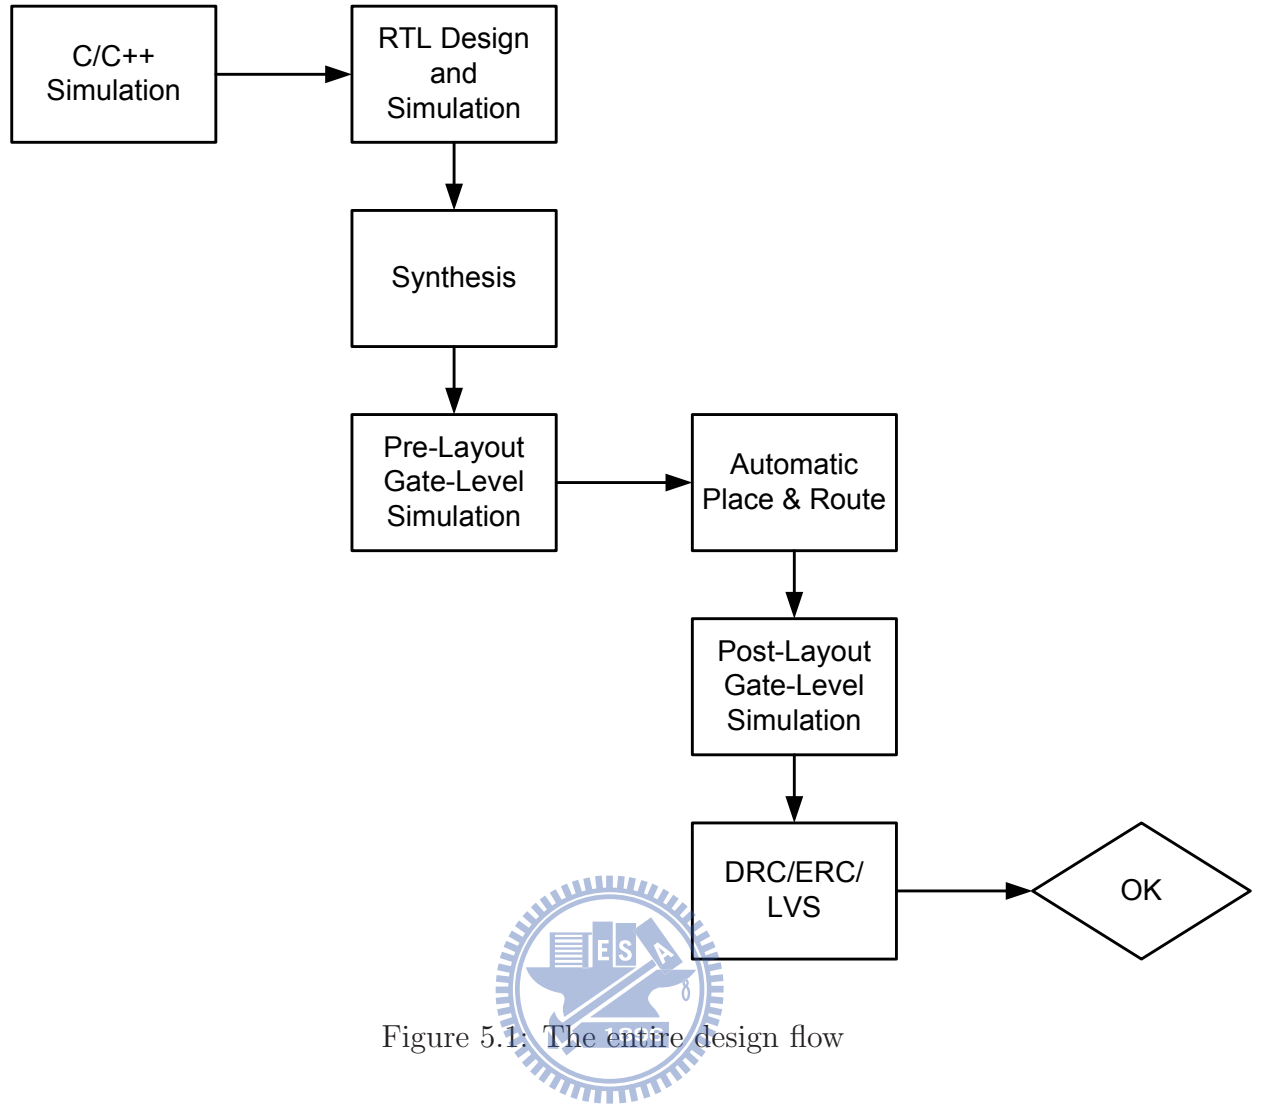 C/C++
Simulation
RTL Design
and
Simulation
Synthesis
Pre-Layout
Gate-Level
Simulation
Automatic
Place & Route
Post-Layout
Gate-Level
Simulation
DRC/ERC/
LVS
OK
E S A
1896
Figure 5.1: The entire design flow